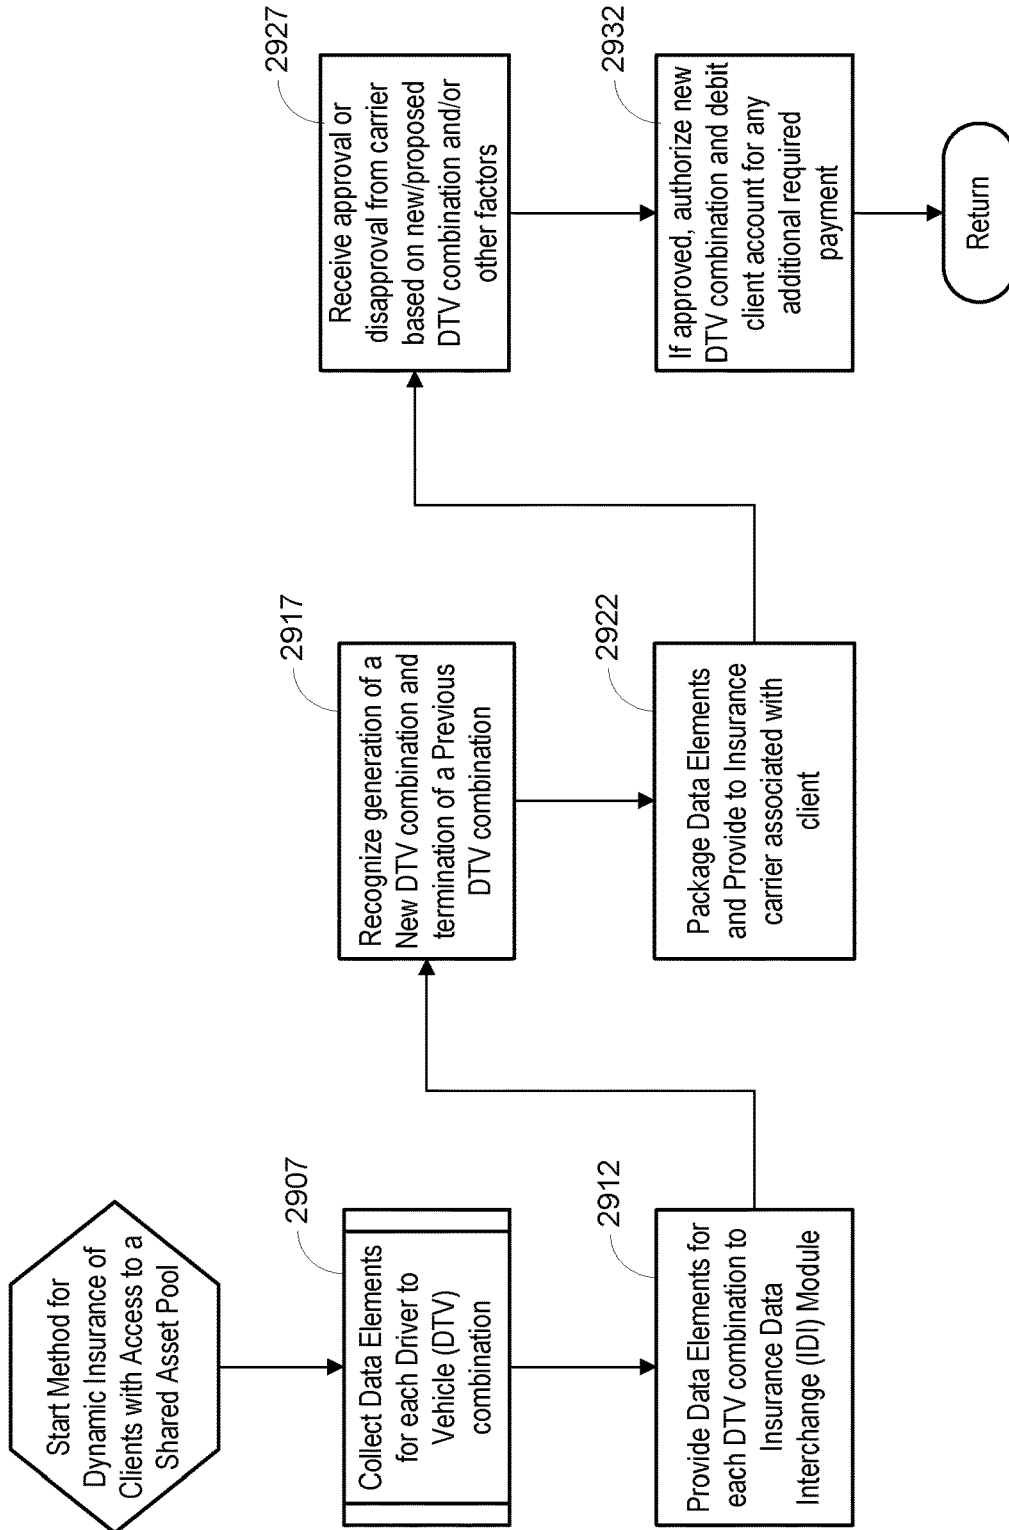 Start Method for
Dynamic Insurance of
Clients with Access to a
Shared Asset Pool
2907
Collect Data Elements
for each Driver to
Vehicle (DTV)
combination
2912
Provide Data Elements for
each DTV combination to
Insurance Data
Interchange (IDI) Module
2917
Recognize generation of a
New DTV combination and
termination of a Previous
DTV combination
2922
Package Data Elements
and Provide to Insurance
carrier associated with
client
2927
Receive approval or
disapproval from carrier
based on new/proposed
DTV combination and/or
other factors
2932
If approved, authorize new
DTV combination and debit
client account for any
additional required
payment
Return